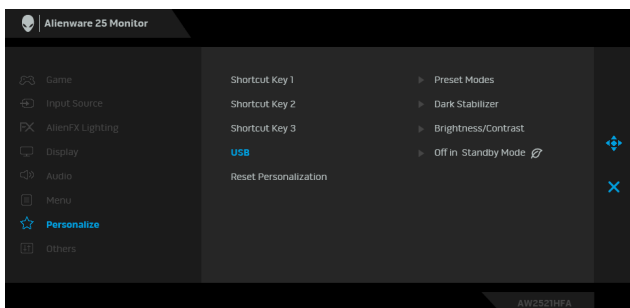 Alienware 25 Monitor
Game
Input Source
AlienFX Lighting
Display
Audio
Menu
Personalize
Others
Shortcut Key 1 Preset Modes
Shortcut Key 2 Dark Stabilizer
Shortcut Key 3 Brightness/Contrast
USB Off in Standby Mode
Reset Personalization
AW2521HFA